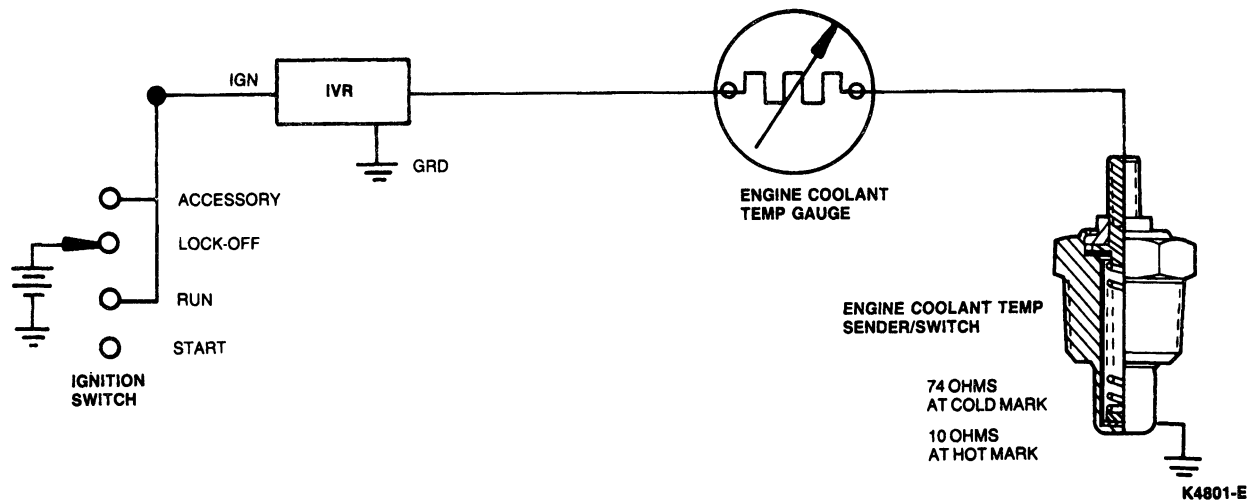 IGN
IVR
GRD
ACCESSORY
LOCK-OFF
RUN
START
IGNITION
SWITCH
ENGINE COOLANT
TEMP GAUGE
ENGINE COOLANT TEMP
SENDER/SWITCH
74 OHMS
AT COLD MARK
10 OHMS
AT HOT MARK
K4801-E